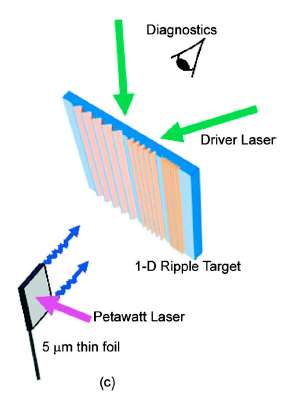 Diagnostics
Driver Laser
1-D Ripple Target
Petawatt Laser
5 μm thin foil
(c)